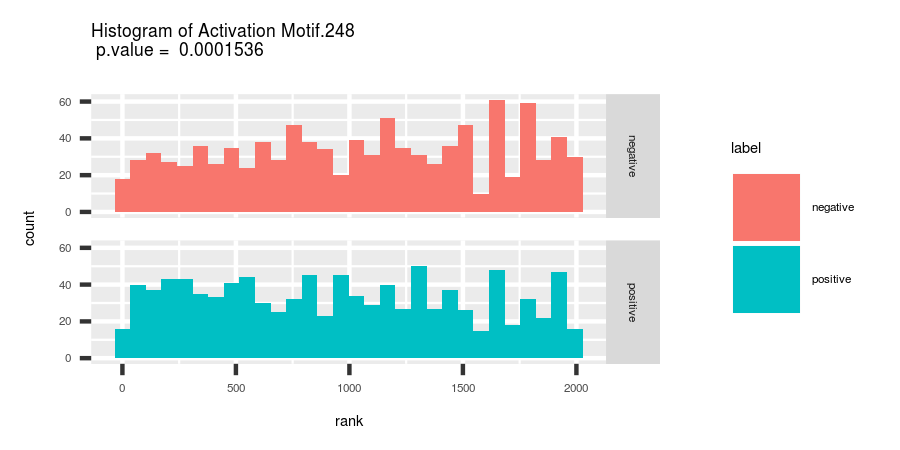 Histogram of Activation Motif.248
p.value = 0.0001536
count
60
40
20
0
negative
60
40
20
0
positive
0 500 1000 1500 2000
rank
label
negative
positive